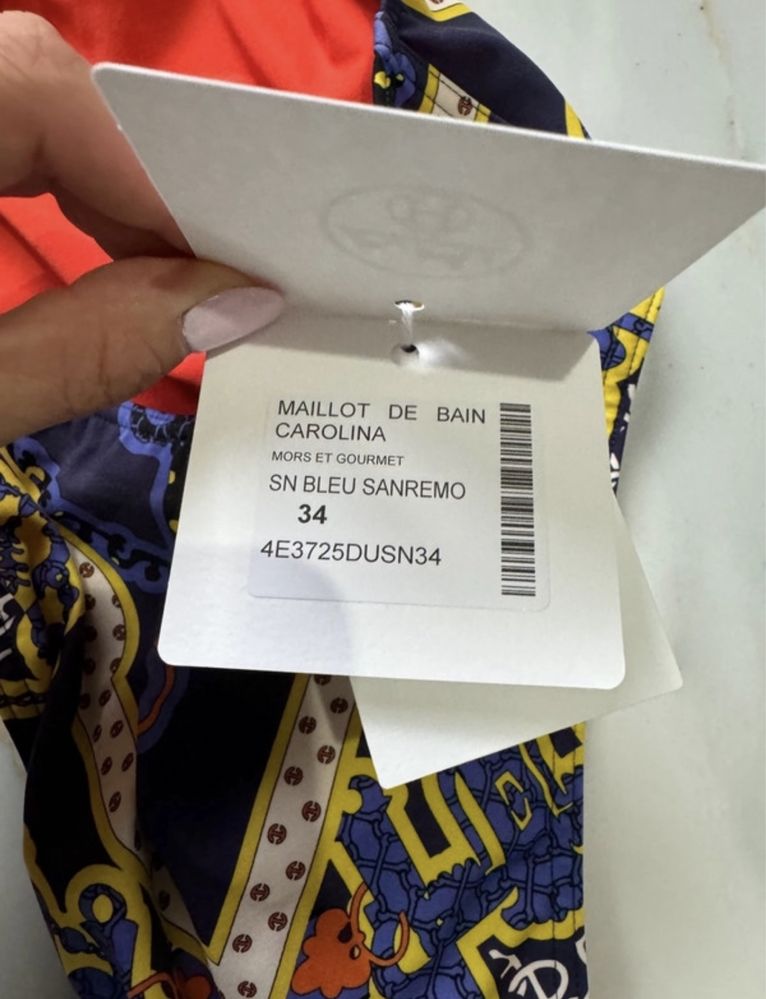 MAILLOT DE BAIN
CAROLINA
MORS ET GOURMET
SN BLEU SANREMO
34
4E3725DUSN34